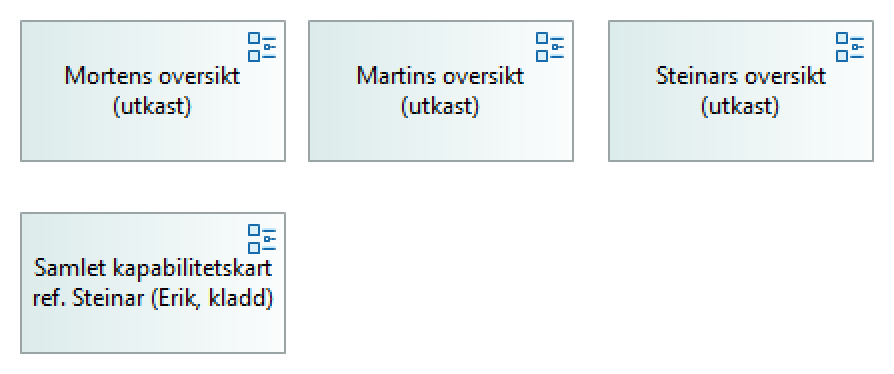 Mortens oversikt
(utkast)
Martins oversikt
(utkast)
Steinars oversikt
(utkast)
Samlet kapabilitetskart
ref. Steinar (Erik, kladd)